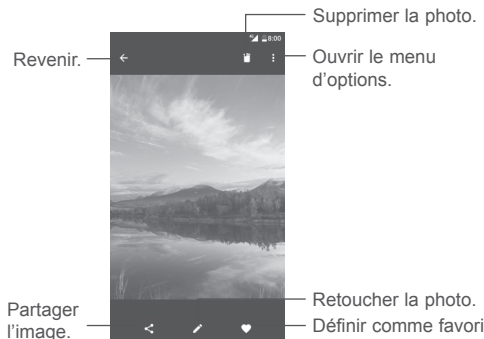 Supprimer la photo.
8:00
Revenir.
Ouvrir le menu
d'options.
Retoucher la photo.
Partager
l'image.
Définir comme favori